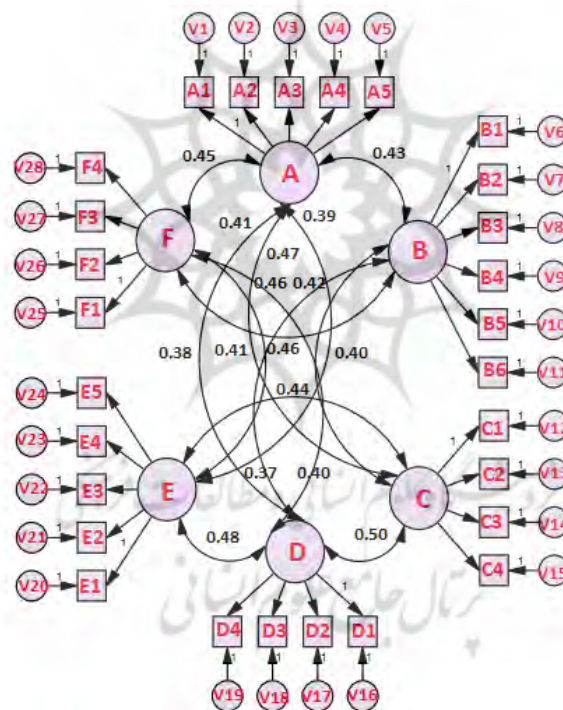 V1 V2 V3 V4 V5
1 1 1 1 1
A1 A2 A3 A4 A5
1
A
0.45 0.43
0.41 0.39
0.47
0.46 0.42
V28 1 F4
V27 1 F3
V26 1 F2
V25 1 F1
1
F
B1 1 V6
B2 1 V7
B3 1 V8
B4 1 V9
B5 1 V10
B6 1 V11
1
B
0.38 0.41 0.46 0.40
0.44
V24 1 E5
V23 1 E4
V22 1 E3
V21 1 E2
V20 1 E1
1
E
C1 1 V12
C2 1 V13
C3 1 V14
C4 1 V15
1
C
0.37 0.40
0.48 0.50
D
1
D4 D3 D2 D1
1 1 1 1
V19 V18 V17 V16
پرتال جامع علوم انسانی